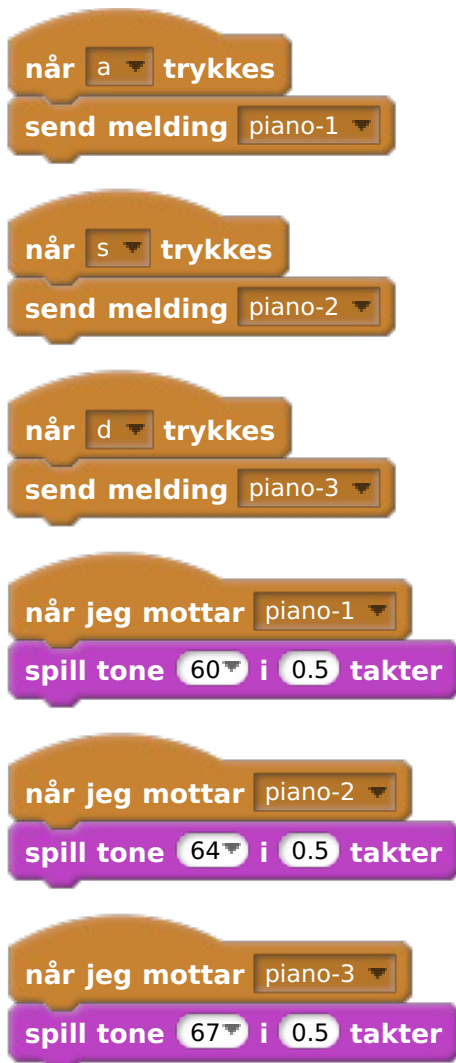 når a trykkes
send melding piano-1
når s trykkes
send melding piano-2
når d trykkes
send melding piano-3
når jeg mottar piano-1
spill tone 60 i 0.5 takter
når jeg mottar piano-2
spill tone 64 i 0.5 takter
når jeg mottar piano-3
spill tone 67 i 0.5 takter